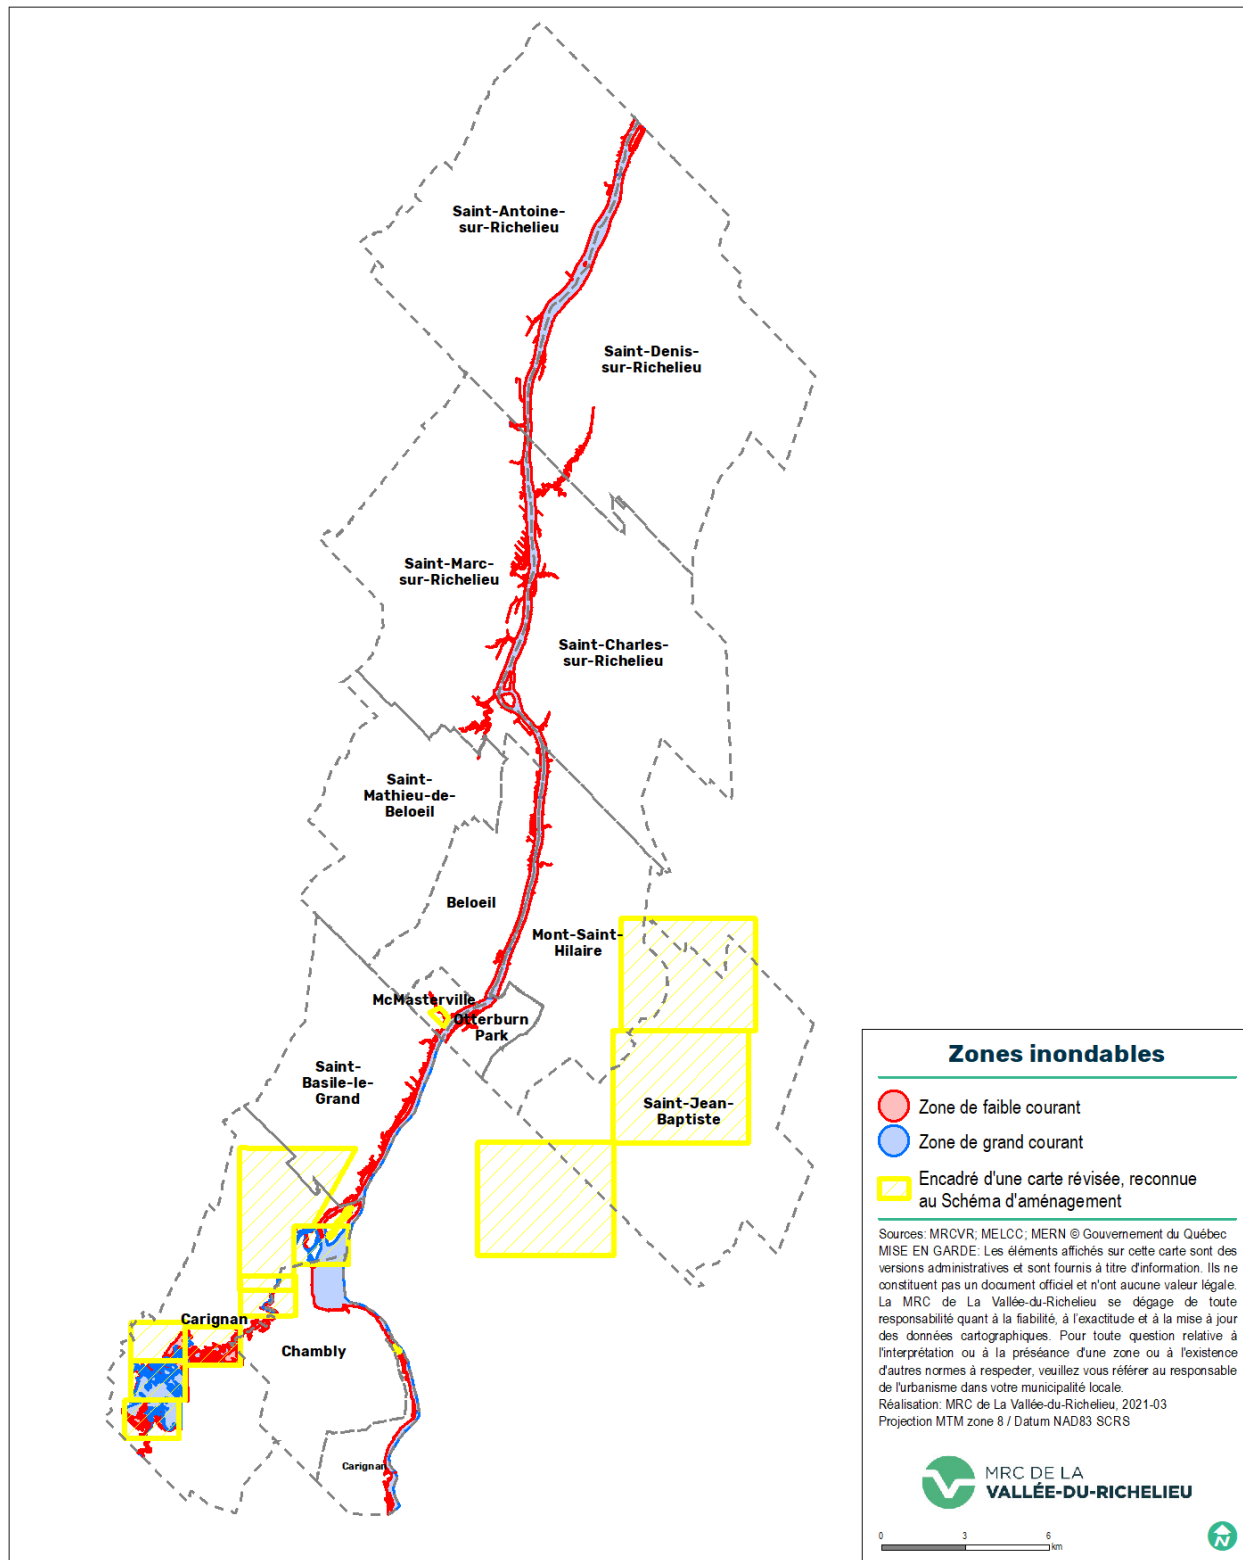 Saint-Antoine-
sur-Richelieu
Saint-Denis-
sur-Richelieu
Saint-Marc-
sur-Richelieu
Saint-Charles-
sur-Richelieu
Saint-
Mathieu-de-
Beloeil
Beloeil
Mont-Saint-
Hilaire
McMasterville
Otterburn
Park
Saint-
Basile-le-
Grand
Saint-Jean-
Baptiste
Carignan
Chambly
Carignan
Zones inondables
Zone de faible courant
Zone de grand courant
Encadré d'une carte révisée, reconnue
au Schéma d'aménagement
Sources: MRCVR; MELCC; MERN © Gouvernement du Québec
MISE EN GARDE: Les éléments affichés sur cette carte sont des
versions administratives et sont fournis à titre d'information. Ils ne
constituent pas un document officiel et n'ont aucune valeur légale.
La MRC de La Vallée-du-Richelieu se dégage de toute
responsabilité quant à la fiabilité, à l'exactitude et à la mise à jour
des données cartographiques. Pour toute question relative à
l'interprétation ou à la préséance d'une zone ou à l'existence
d'autres normes à respecter, veuillez vous référer au responsable
de l'urbanisme dans votre municipalité locale.
Réalisation: MRC de La Vallée-du-Richelieu, 2021-03
Projection MTM zone 8 / Datum NAD83 SCRS
MRC DE LA
VALLÉE-DU-RICHELIEU
0 3 6
km
N